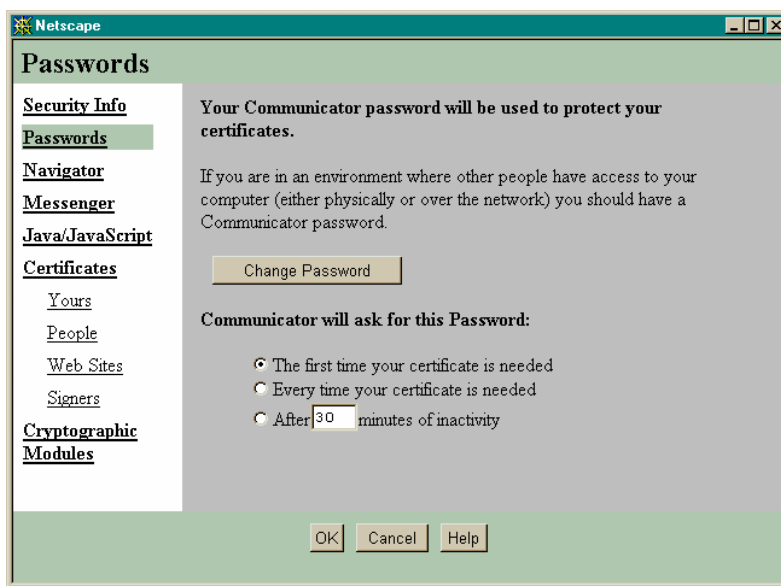 Netscape
Passwords
Security Info
Passwords
Navigator
Messenger
Java/JavaScript
Certificates
Yours
People
Web Sites
Signers
Cryptographic
Modules
Your Communicator password will be used to protect your
certificates.
If you are in an environment where other people have access to your
computer (either physically or over the network) you should have a
Communicator password.
Change Password
Communicator will ask for this Password:
The first time your certificate is needed
Every time your certificate is needed
After 30 minutes of inactivity
OK Cancel Help